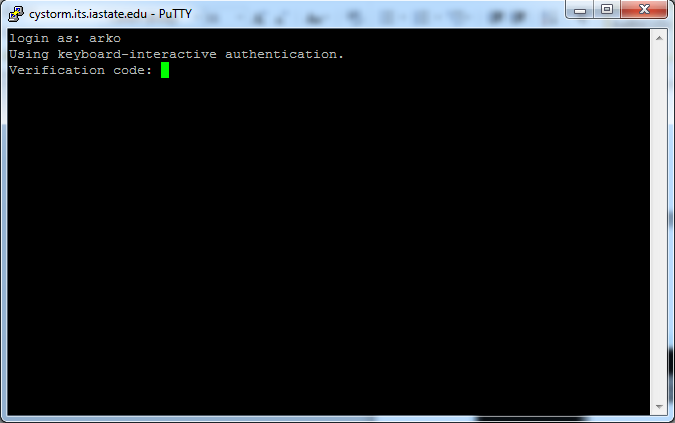 cystorm.its.iastate.edu - PuTTY
login as: arko
Using keyboard-interactive authentication.
Verification code: